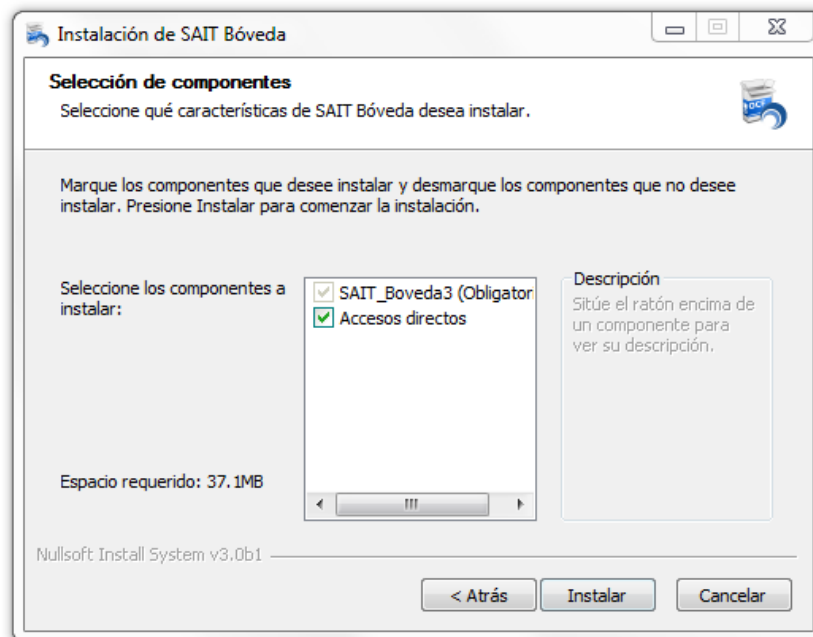 Instalación de SAIT Bóveda
Selección de componentes
Seleccione qué características de SAIT Bóveda desea instalar.
Marque los componentes que desee instalar y desmarque los componentes que no desee
instalar. Presione Instalar para comenzar la instalación.
Seleccione los componentes a
instalar:
SAIT_Boveda3 (Obligator
Accesos directos
Descripción
Sitúe el ratón encima de
un componente para
ver su descripción.
Espacio requerido: 37.1MB
Nullsoft Install System v3.0b1
< Atrás
Instalar
Cancelar